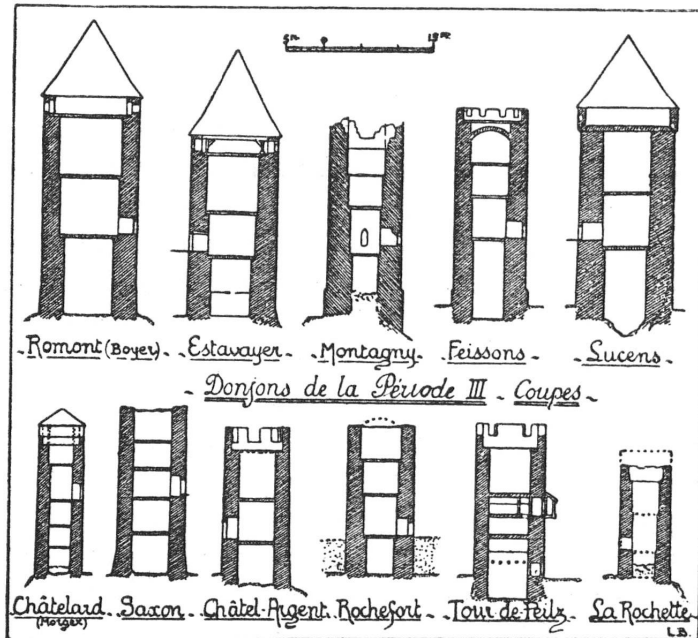 5m 15m
Romont (Boyer) - Estavayer - Montagny - Feissons - Lucens -
- Donjons de la Période III - Coupes -
Châtelard Saxon Châtel-Argent Rochefort Tour de Peilz La Rochette
(Morges)
L.B.